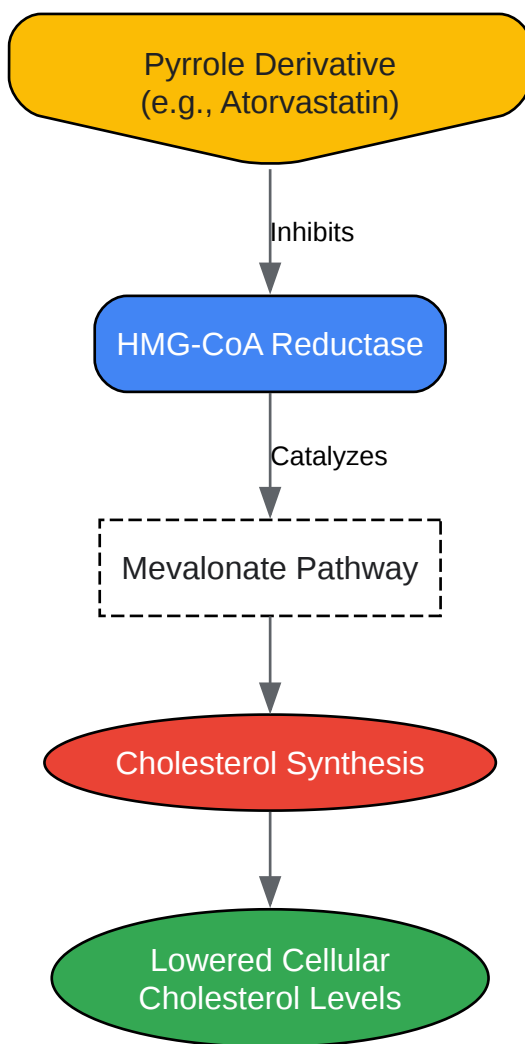 Pyrrole Derivative
(e.g., Atorvastatin)
Inhibits
HMG-CoA Reductase
Catalyzes
Mevalonate Pathway
Cholesterol Synthesis
Lowered Cellular
Cholesterol Levels